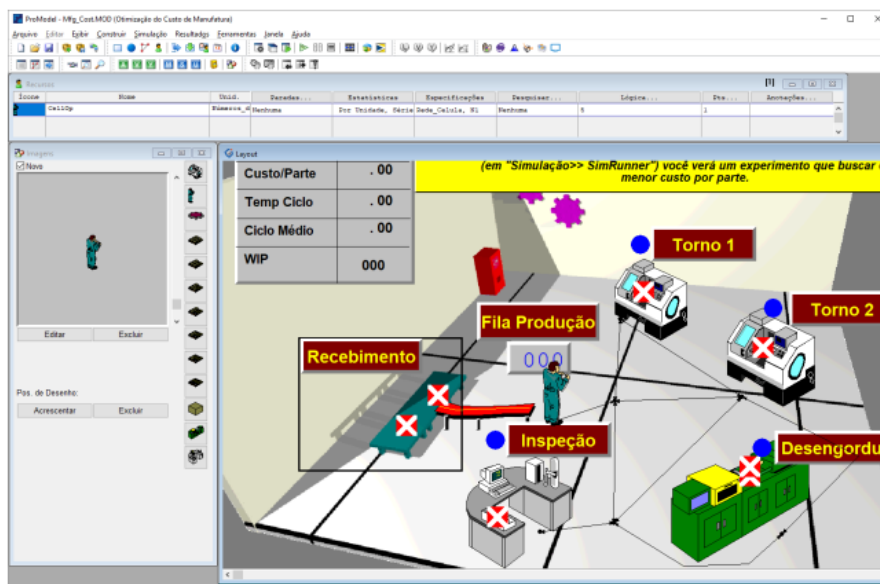 ProModel - Mfg_Cost.MOD (Otimização do Custo de Manufatura)
Arquivo Editar Exibir Construir Simulação Resultados Ferramentas Janela Ajuda
Recursos
[1]
Ícone Nome Unid. Paradas... Estatísticas Especificações Pesquisar... Lógica... Pts... Anotações...
CellOp Nenhuma Por Unidade, Série Rede_Celula, N1 Nenhuma 5 1
Imagens
Novo
Editar Excluir
Pos. de Desenho:
Acrescentar Excluir
Layout
(em "Simulação>> SimRunner") você verá um experimento que buscar
menor custo por parte.
Custo/Parte . 00
Temp Ciclo . 00
Ciclo Médio . 00
WIP 000
Torno 1
Torno 2
Fila Produção
000
Recebimento
Inspeção
Desengordu